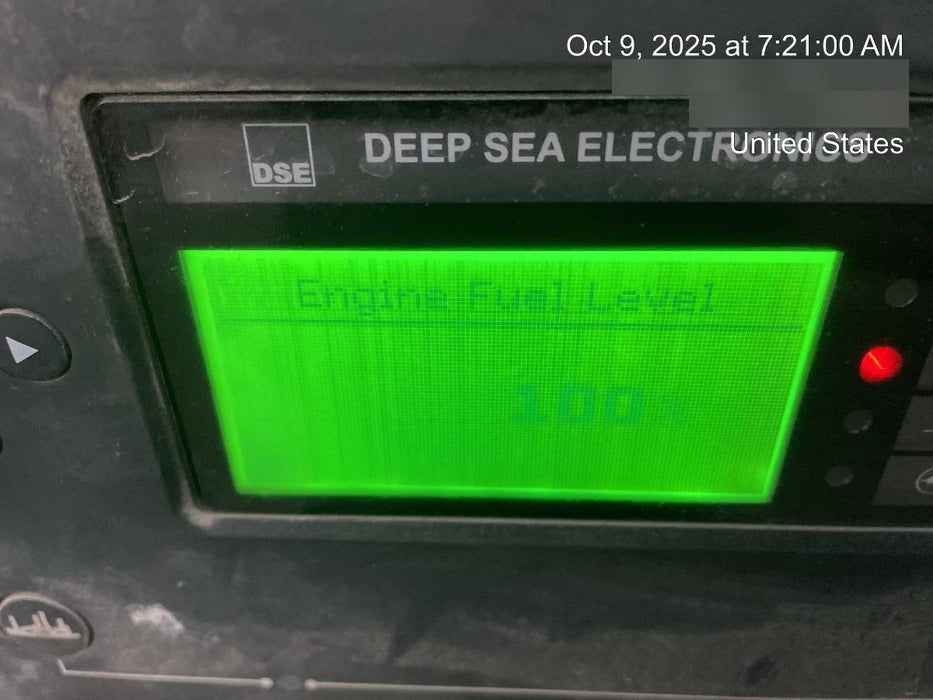 Oct 9, 2025 at 7:21:00 AM
United States
DSE
DEEP SEA ELECTRONICS
Engine Fuel Level
100%